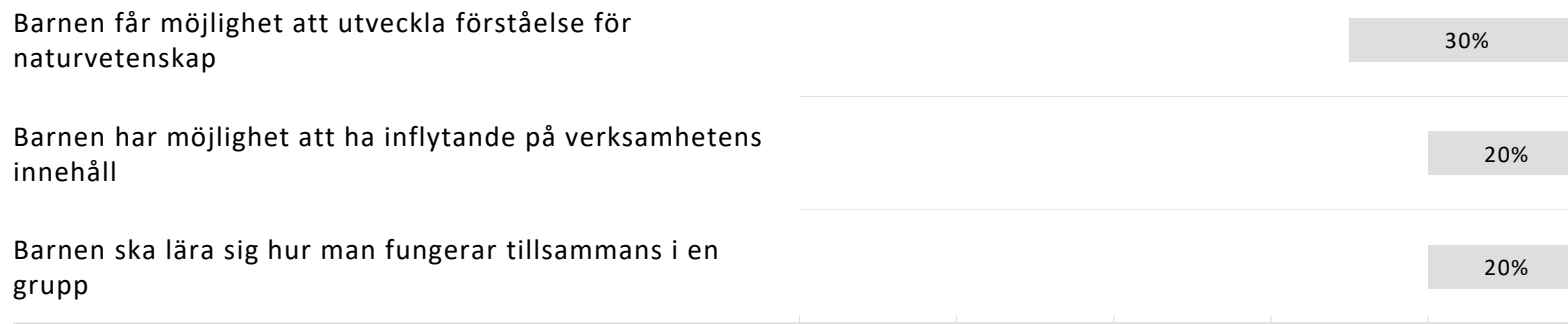 Barnen får möjlighet att utveckla förståelse för
naturvetenskap
30%
Barnen har möjlighet att ha inflytande på verksamhetens
innehåll
20%
Barnen ska lära sig hur man fungerar tillsammans i en
grupp
20%